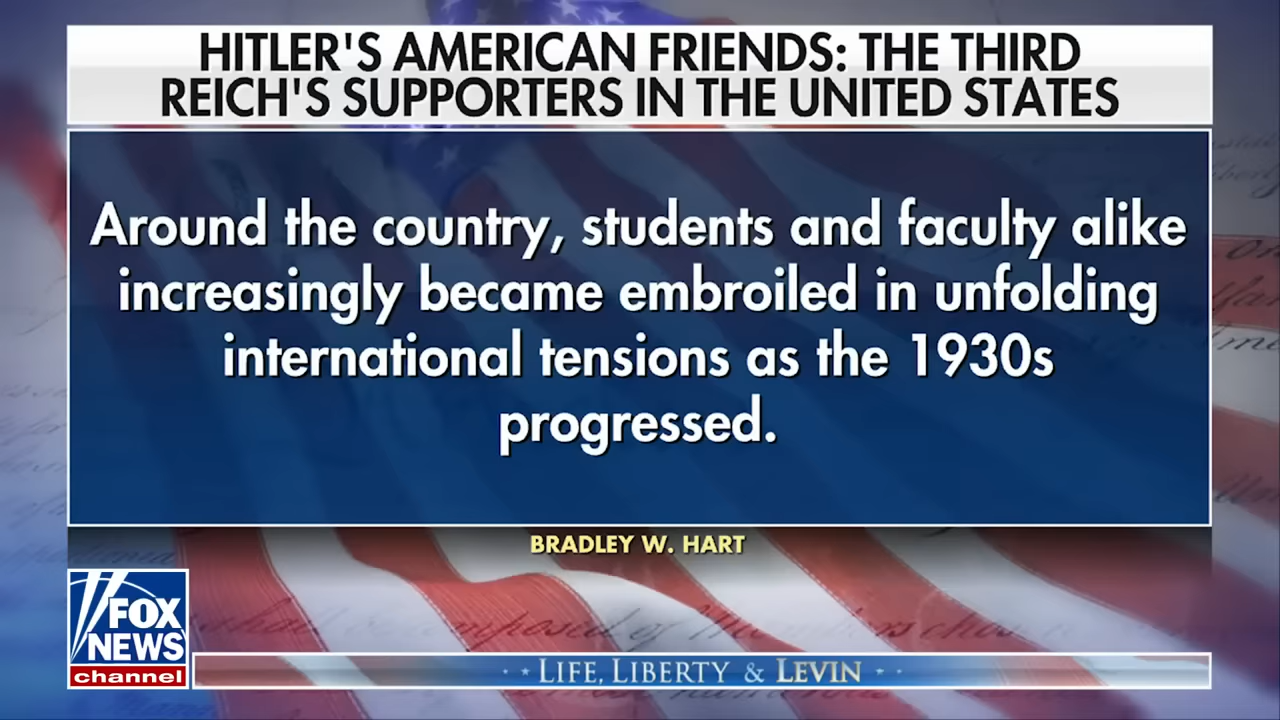 HITLER'S AMERICAN FRIENDS: THE THIRD
REICH'S SUPPORTERS IN THE UNITED STATES
Around the country, students and faculty alike
increasingly became embroiled in unfolding
international tensions as the 1930s
progressed.
BRADLEY W. HART
FOX
NEWS
channel
LIFE, LIBERTY & LEVIN